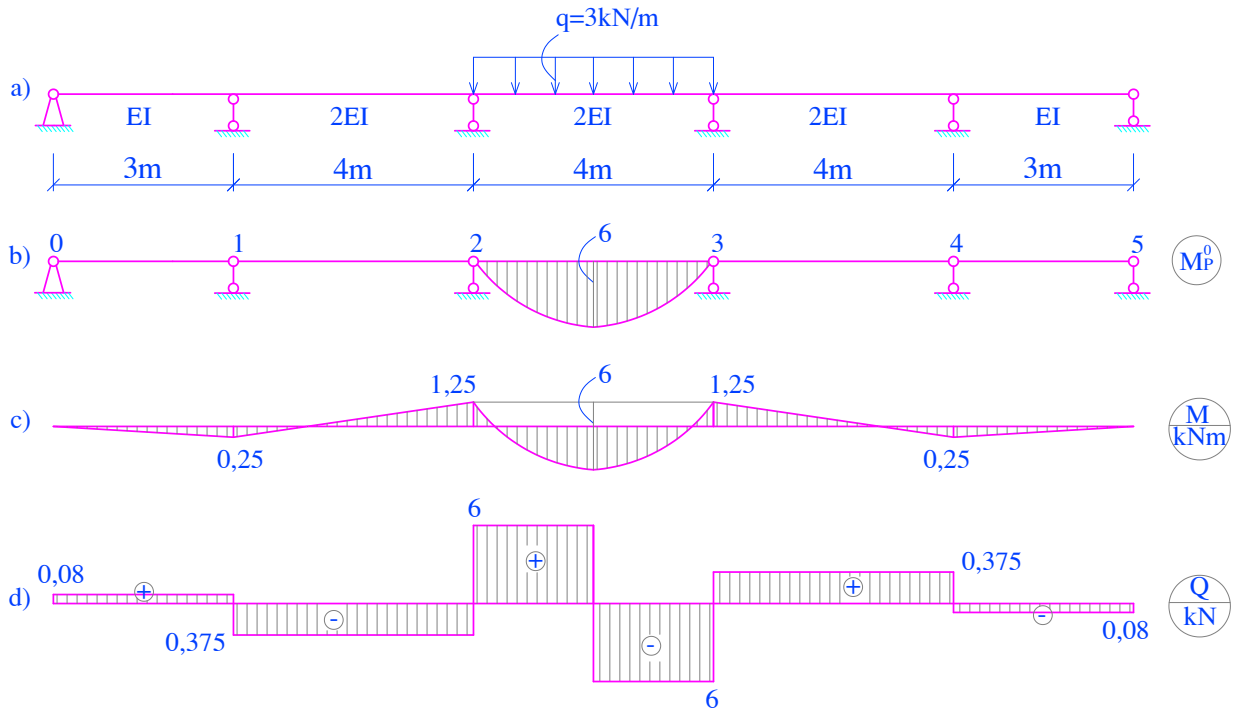 q=3kN/m
a)
EI 2EI 2EI 2EI EI
3m 4m 4m 4m 3m
6
b)
0 1 2 3 4 5
M⁰P
1,25 6 1,25
c)
0,25 0,25
M
kNm
6
+
0,08 + + 0,375
d)
- - -
0,375 6 0,08
Q
kN